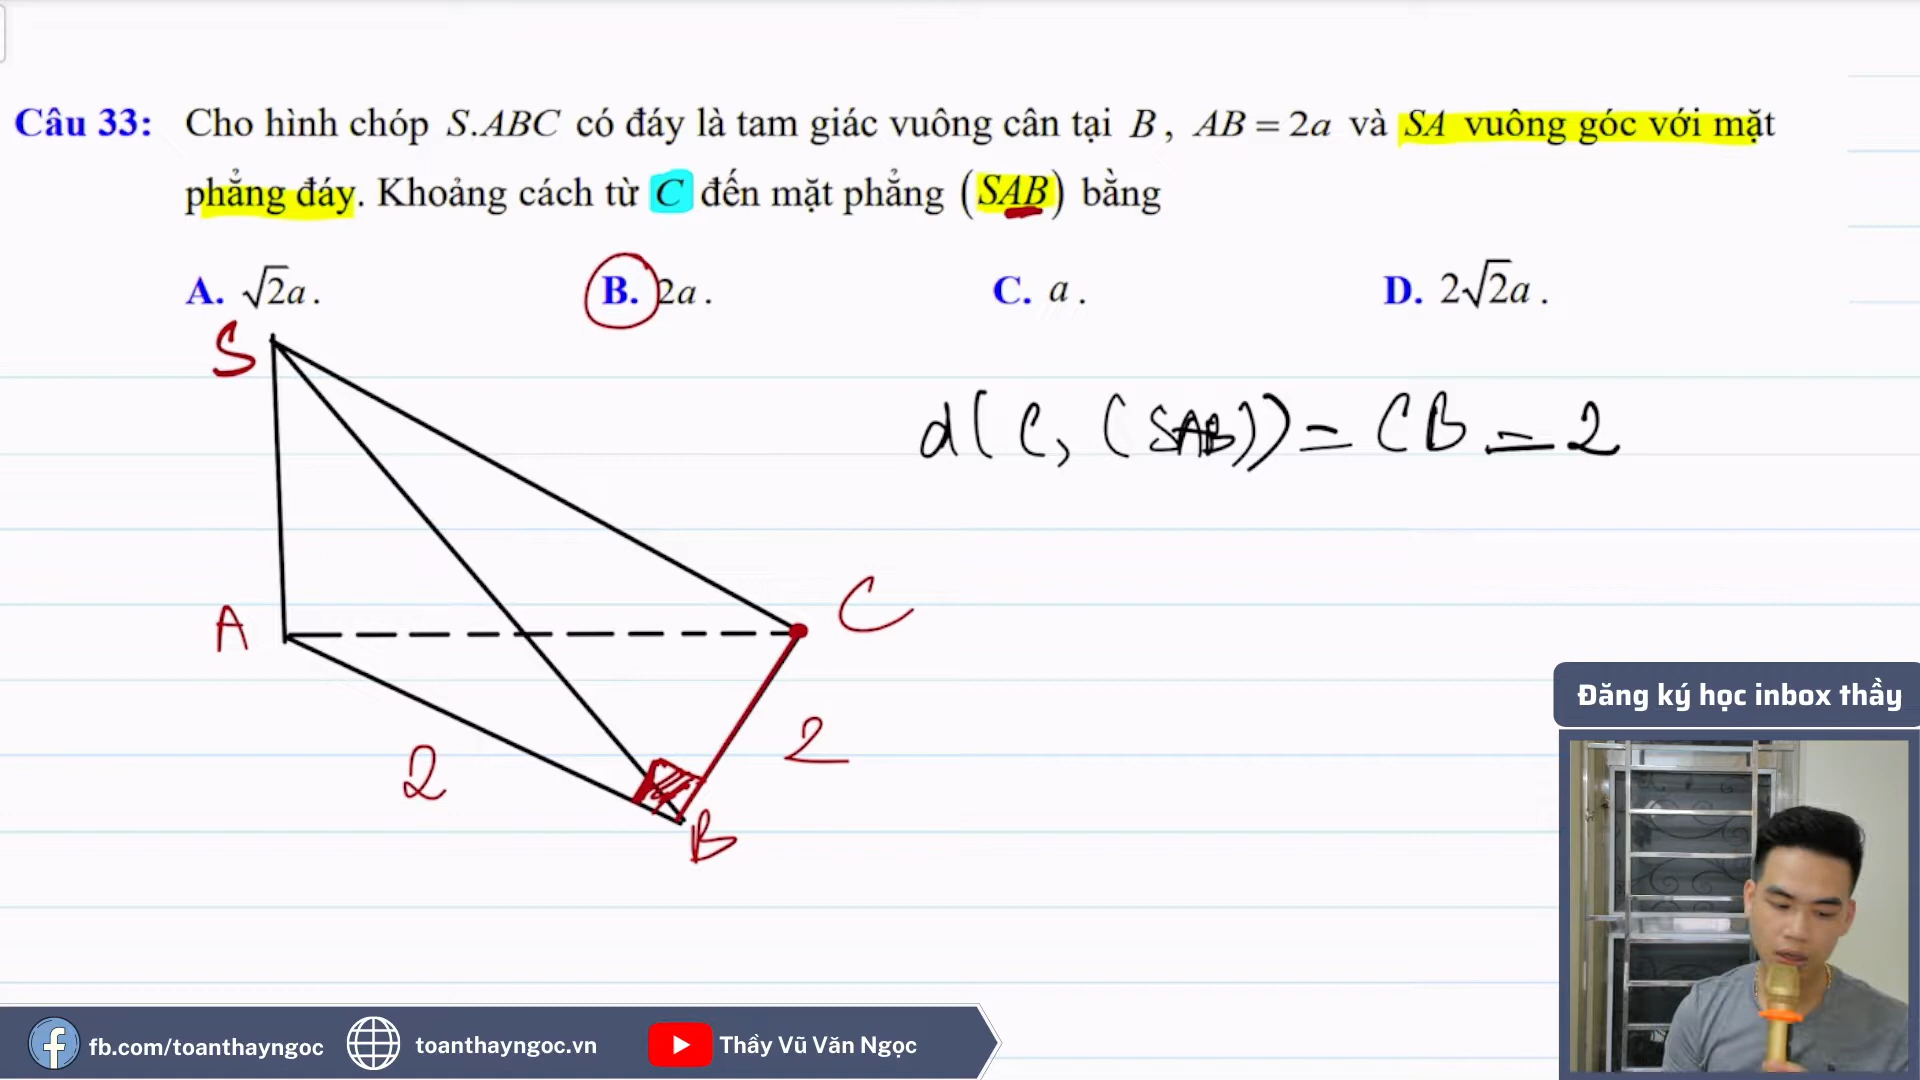 Câu 33: Cho hình chóp S.ABC có đáy là tam giác vuông cân tại B, AB = 2a và SA vuông góc với mặt
phẳng đáy. Khoảng cách từ C đến mặt phẳng (SAB) bằng
A. √2a. B. 2a. C. a. D. 2√2a.
S
d(C, (SAB)) = CB = 2
A
C
2
2
B
Đăng ký học inbox thầy
fb.com/toanthayngoc toanthayngoc.vn Thầy Vũ Văn Ngọc